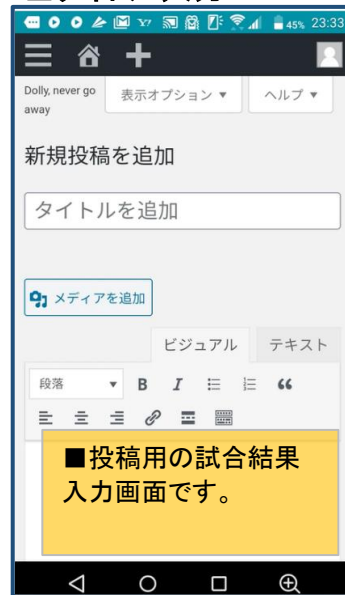 45% 23:33
Dolly, never go
away
表示オプション ▼
ヘルプ ▼
新規投稿を追加
タイトルを追加
メディアを追加
ビジュアル
テキスト
段落 ▼ B I
■投稿用の試合結果
入力画面です。